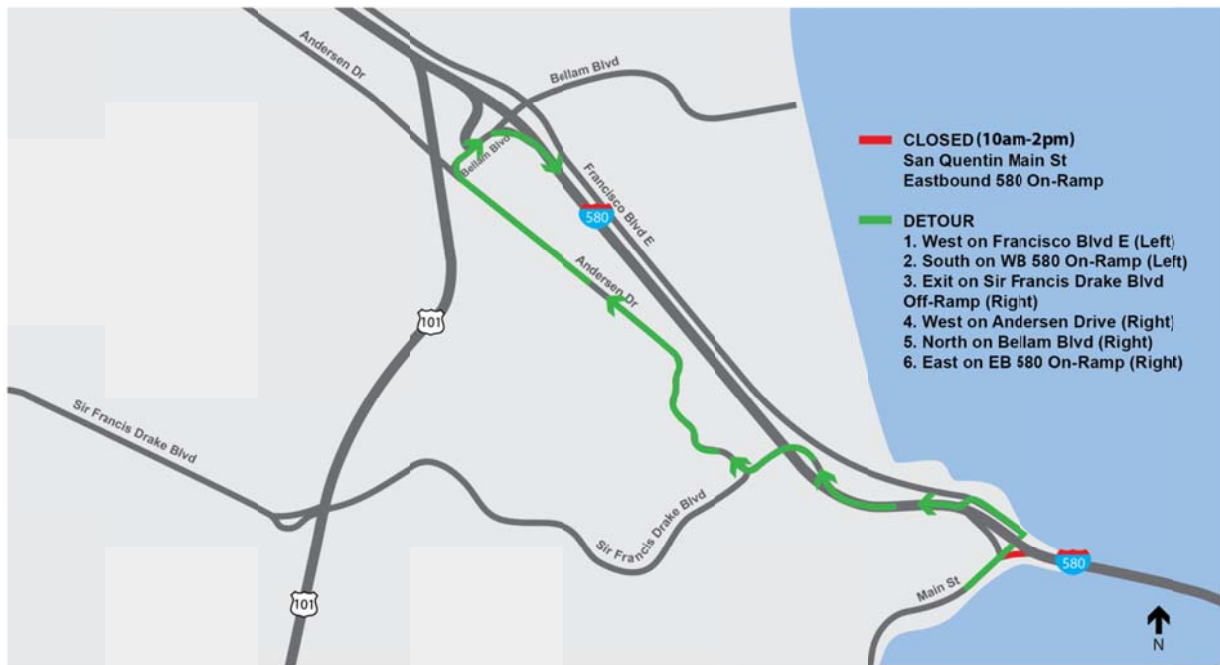 Andersen Dr
Bellam Blvd
Bellam Blvd
Francisco Blvd E
580
Andersen Dr
101
Sir Francis Drake Blvd
Sir Francis Drake Blvd
101
Main St
580
CLOSED (10am-2pm)
San Quentin Main St
Eastbound 580 On-Ramp
DETOUR
1. West on Francisco Blvd E (Left)
2. South on WB 580 On-Ramp (Left)
3. Exit on Sir Francis Drake Blvd
Off-Ramp (Right)
4. West on Andersen Drive (Right)
5. North on Bellam Blvd (Right)
6. East on EB 580 On-Ramp (Right)
N